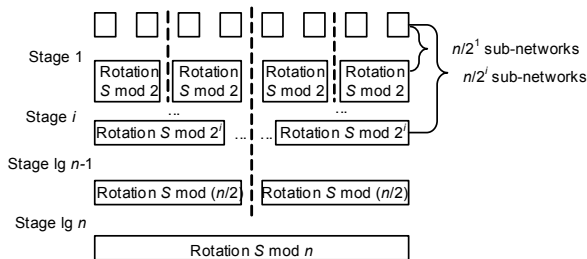 Stage 1
Rotation S mod 2
Rotation S mod 2
Rotation S mod 2
Rotation S mod 2
n/2¹ sub-networks
n/2ⁱ sub-networks
... ...
Stage i
Rotation S mod 2ⁱ
... ...
Rotation S mod 2ⁱ
Stage lg n-1
Rotation S mod (n/2)
Rotation S mod (n/2)
Stage lg n
Rotation S mod n